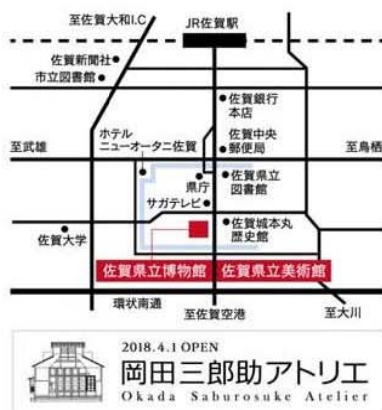 至佐賀大和I.C
JR佐賀駅
佐賀新聞社
市立図書館
佐賀銀行
本店
ホテル
ニューオータニ佐賀
佐賀中央
郵便局
至武雄
至鳥栖
県庁
佐賀県立
図書館
サガテレビ
佐賀城本丸
歴史館
佐賀大学
佐賀県立博物館
佐賀県立美術館
環状南通
至佐賀空港
至大川
2018.4.1 OPEN
岡田三郎助アトリエ
Okada Saburosuke Atelier